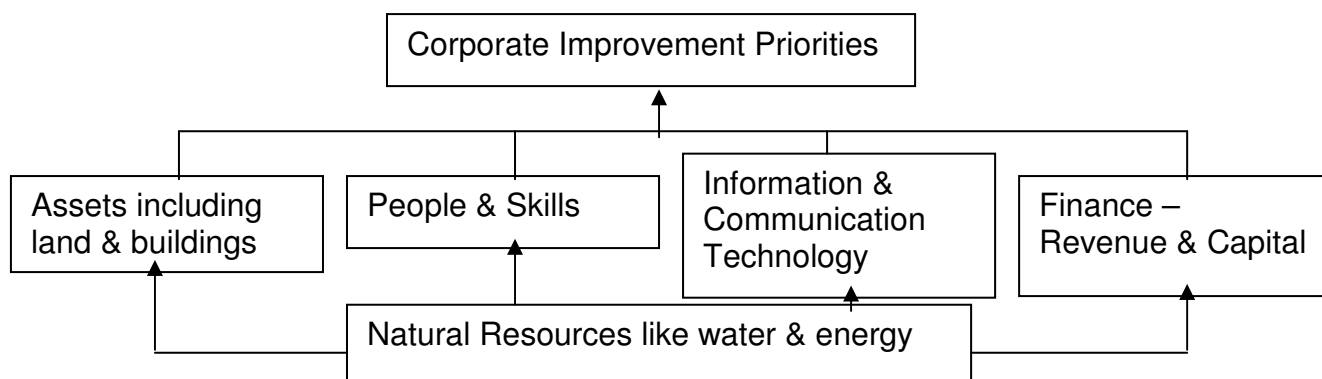 Corporate Improvement Priorities
Assets including
land & buildings
People & Skills
Information &
Communication
Technology
Finance –
Revenue & Capital
Natural Resources like water & energy